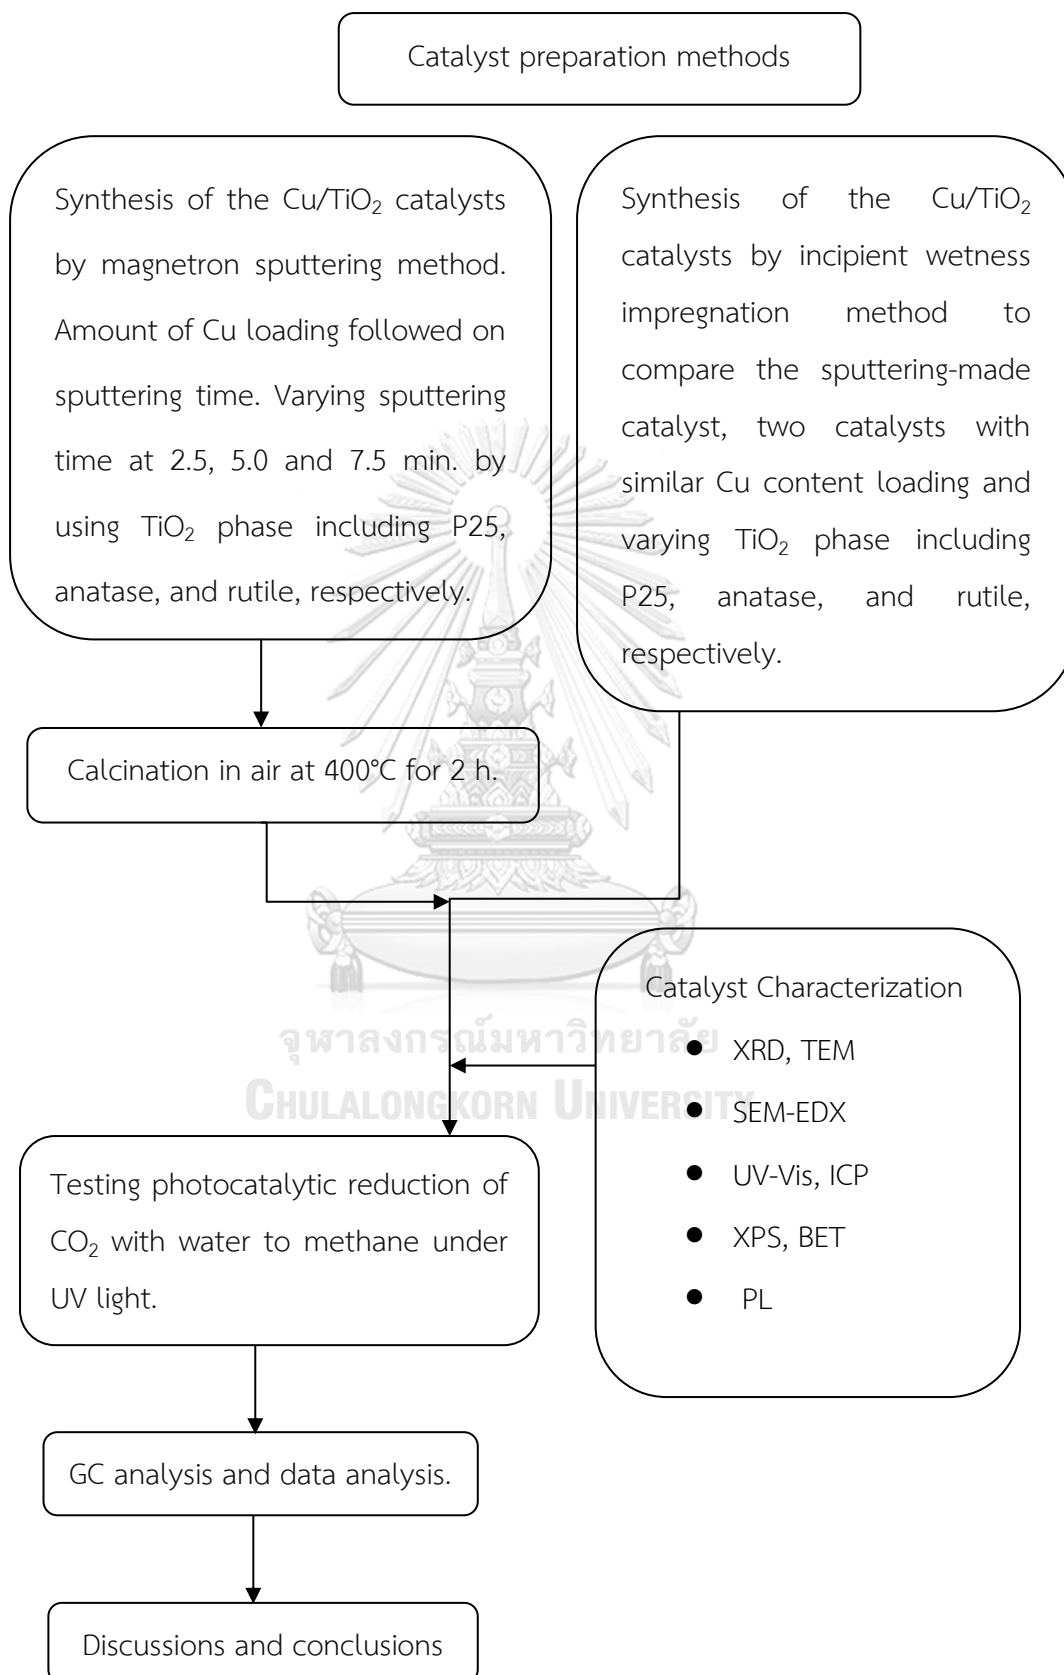 Catalyst preparation methods
Synthesis of the Cu/TiO₂ catalysts
by magnetron sputtering method.
Amount of Cu loading followed on
sputtering time. Varying sputtering
time at 2.5, 5.0 and 7.5 min. by
using TiO₂ phase including P25,
anatase, and rutile, respectively.
Synthesis of the Cu/TiO₂
catalysts by incipient wetness
impregnation method to
compare the sputtering-made
catalyst, two catalysts with
similar Cu content loading and
varying TiO₂ phase including
P25, anatase, and rutile,
respectively.
Calcination in air at 400°C for 2 h.
Catalyst Characterization
● XRD, TEM
● SEM-EDX
● UV-Vis, ICP
● XPS, BET
● PL
จุฬาลงกรณ์มหาวิทยาลัย
CHULALONGKORN UNIVERSITY
Testing photocatalytic reduction of
CO₂ with water to methane under
UV light.
GC analysis and data analysis.
Discussions and conclusions